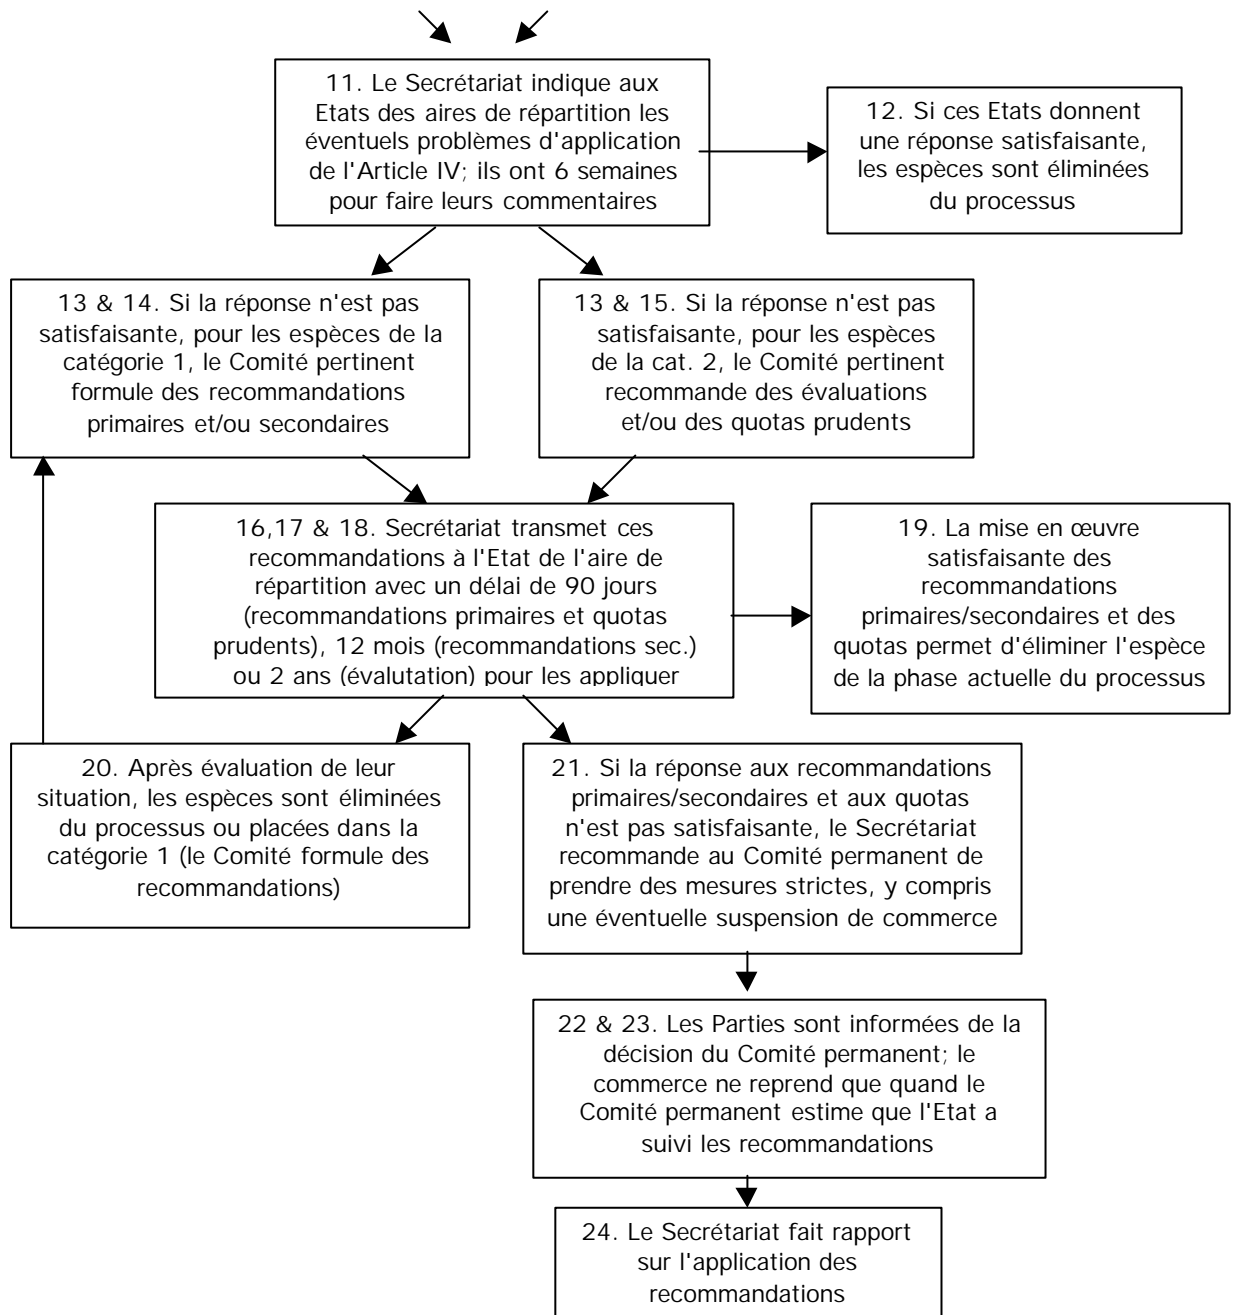 11. Le Secrétariat indique aux
Etats des aires de répartition les
éventuels problèmes d'application
de l'Article IV; ils ont 6 semaines
pour faire leurs commentaires
12. Si ces Etats donnent
une réponse satisfaisante,
les espèces sont éliminées
du processus
13 & 14. Si la réponse n'est pas
satisfaisante, pour les espèces de la
catégorie 1, le Comité pertinent
formule des recommandations
primaires et/ou secondaires
13 & 15. Si la réponse n'est pas
satisfaisante, pour les espèces
de la cat. 2, le Comité pertinent
recommande des évaluations
et/ou des quotas prudents
16,17 & 18. Secrétariat transmet ces
recommandations à l'Etat de l'aire de
répartition avec un délai de 90 jours
(recommandations primaires et quotas
prudents), 12 mois (recommandations sec.)
ou 2 ans (évalutation) pour les appliquer
19. La mise en œuvre
satisfaisante des
recommandations
primaires/secondaires et des
quotas permet d'éliminer l'espèce
de la phase actuelle du processus
20. Après évaluation de leur
situation, les espèces sont éliminées
du processus ou placées dans la
catégorie 1 (le Comité formule des
recommandations)
21. Si la réponse aux recommandations
primaires/secondaires et aux quotas
n'est pas satisfaisante, le Secrétariat
recommande au Comité permanent de
prendre des mesures strictes, y compris
une éventuelle suspension de commerce
22 & 23. Les Parties sont informées de la
décision du Comité permanent; le
commerce ne reprend que quand le
Comité permanent estime que l'Etat a
suivi les recommandations
24. Le Secrétariat fait rapport
sur l'application des
recommandations